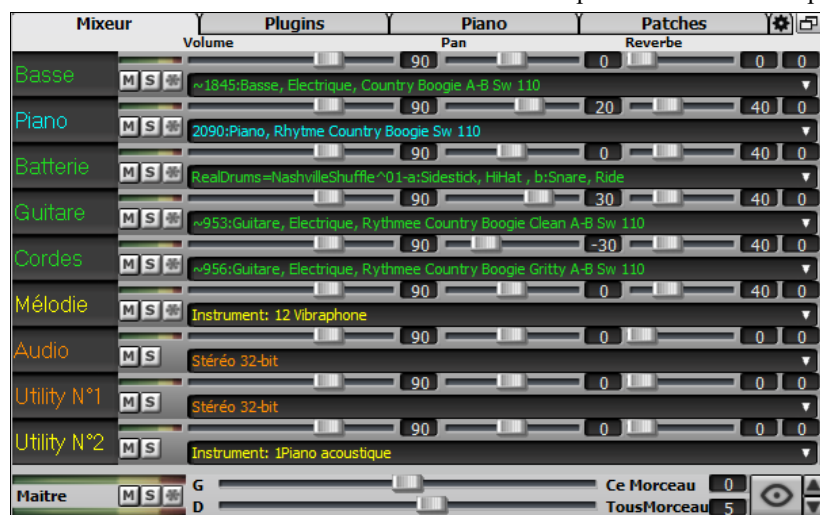 Mixeur Plugins Piano Patches
Volume Pan Reverbe
Basse M S 90 0 0 0
~1845:Basse, Electrique, Country Boogie A-B Sw 110
Piano M S 90 20 40 0
2090:Piano, Rhytme Country Boogie Sw 110
Batterie M S 90 0 40 0
RealDrums=NashvilleShuffle^01-a:Sidestick, HiHat , b:Snare, Ride
Guitare M S 90 30 40 0
~953:Guitare, Electrique, Rythmee Country Boogie Clean A-B Sw 110
Cordes M S 90 -30 40 0
~956:Guitare, Electrique, Rythmee Country Boogie Gritty A-B Sw 110
Mélodie M S 90 0 40 0
Instrument: 12 Vibraphone
Audio M S 90 0 0 0
Stéréo 32-bit
Utility N°1 M S 90 0 0 0
Stéréo 32-bit
Utility N°2 M S 90 0 0 0
Instrument: 1Piano acoustique
Maitre M S G Ce Morceau 0
D TousMorceau 5